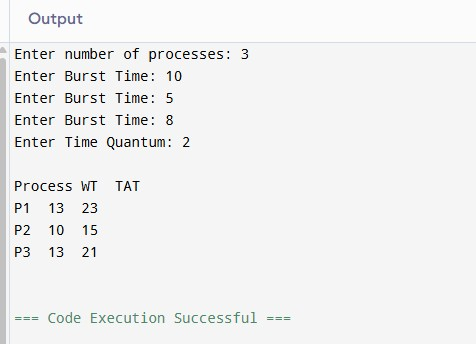 Output
Enter number of processes: 3
Enter Burst Time: 10
Enter Burst Time: 5
Enter Burst Time: 8
Enter Time Quantum: 2
Process WT TAT
P1 13 23
P2 10 15
P3 13 21
=== Code Execution Successful ===